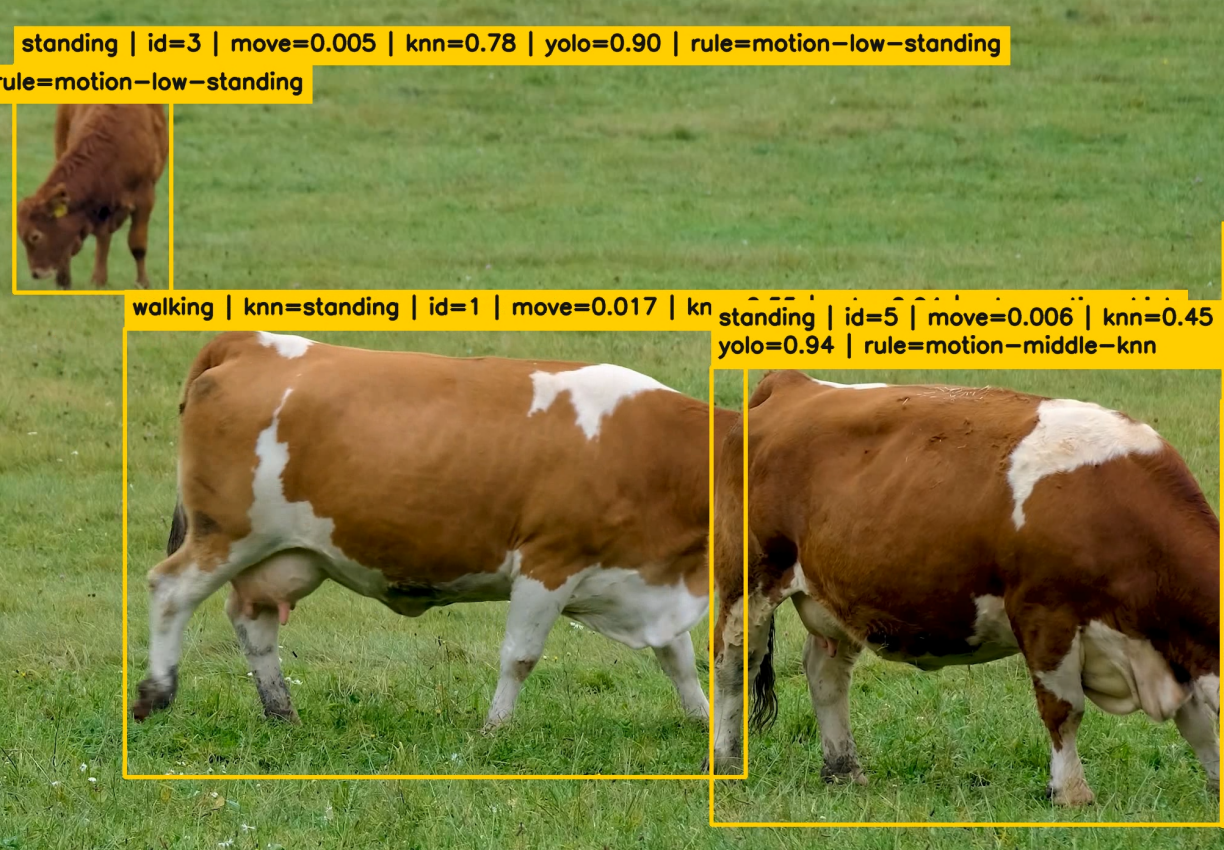 standing | id=3 | move=0.005 | knn=0.78 | yolo=0.90 | rule=motion-low-standing
rule=motion-low-standing
walking | knn=standing | id=1 | move=0.017 | kn
standing | id=5 | move=0.006 | knn=0.45
yolo=0.94 | rule=motion-middle-knn